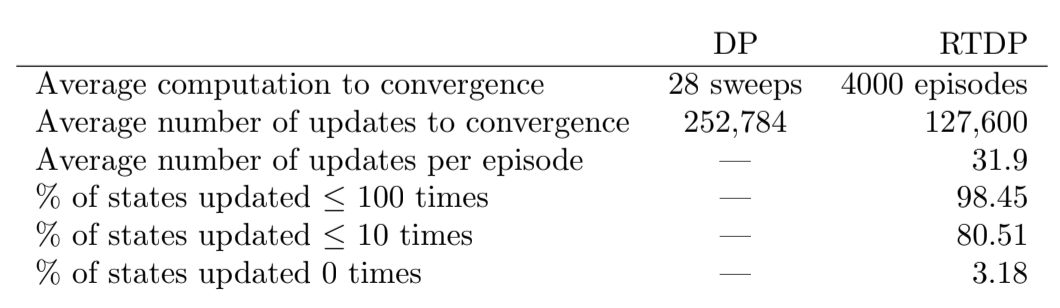 DP RTDP
Average computation to convergence 28 sweeps 4000 episodes
Average number of updates to convergence 252,784 127,600
Average number of updates per episode — 31.9
% of states updated ≤ 100 times — 98.45
% of states updated ≤ 10 times — 80.51
% of states updated 0 times — 3.18